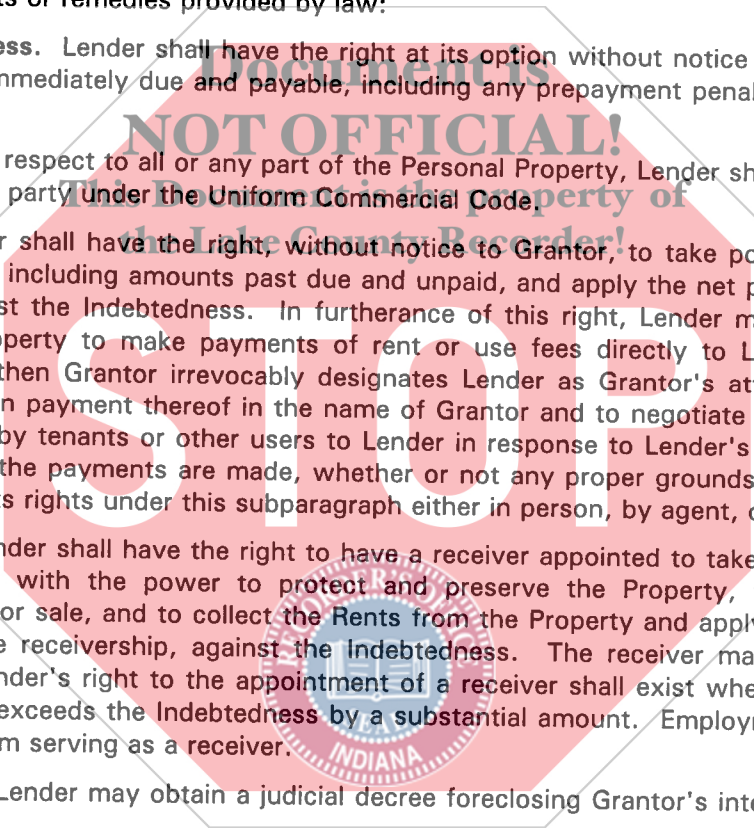 ts or remedies provided by law:
ess. Lender shall have the right at its option without notice
mmediately due and payable, including any prepayment penal
respect to all or any part of the Personal Property, Lender sh
party under the Uniform Commercial Code.
r shall have the right, without notice to Grantor, to take po
including amounts past due and unpaid, and apply the net p
st the Indebtedness. In furtherance of this right, Lender m
perty to make payments of rent or use fees directly to L
then Grantor irrevocably designates Lender as Grantor's at
n payment thereof in the name of Grantor and to negotiate
by tenants or other users to Lender in response to Lender's
the payments are made, whether or not any proper grounds
s rights under this subparagraph either in person, by agent, o
nder shall have the right to have a receiver appointed to take
with the power to protect and preserve the Property,
or sale, and to collect the Rents from the Property and apply
e receivership, against the Indebtedness. The receiver ma
nder's right to the appointment of a receiver shall exist whe
exceeds the Indebtedness by a substantial amount. Employm
m serving as a receiver.
Lender may obtain a judicial decree foreclosing Grantor's inte
Document is
NOT OFFICIAL!
This Document is the property of
the Lake County Recorder!
STOP
INDIANA